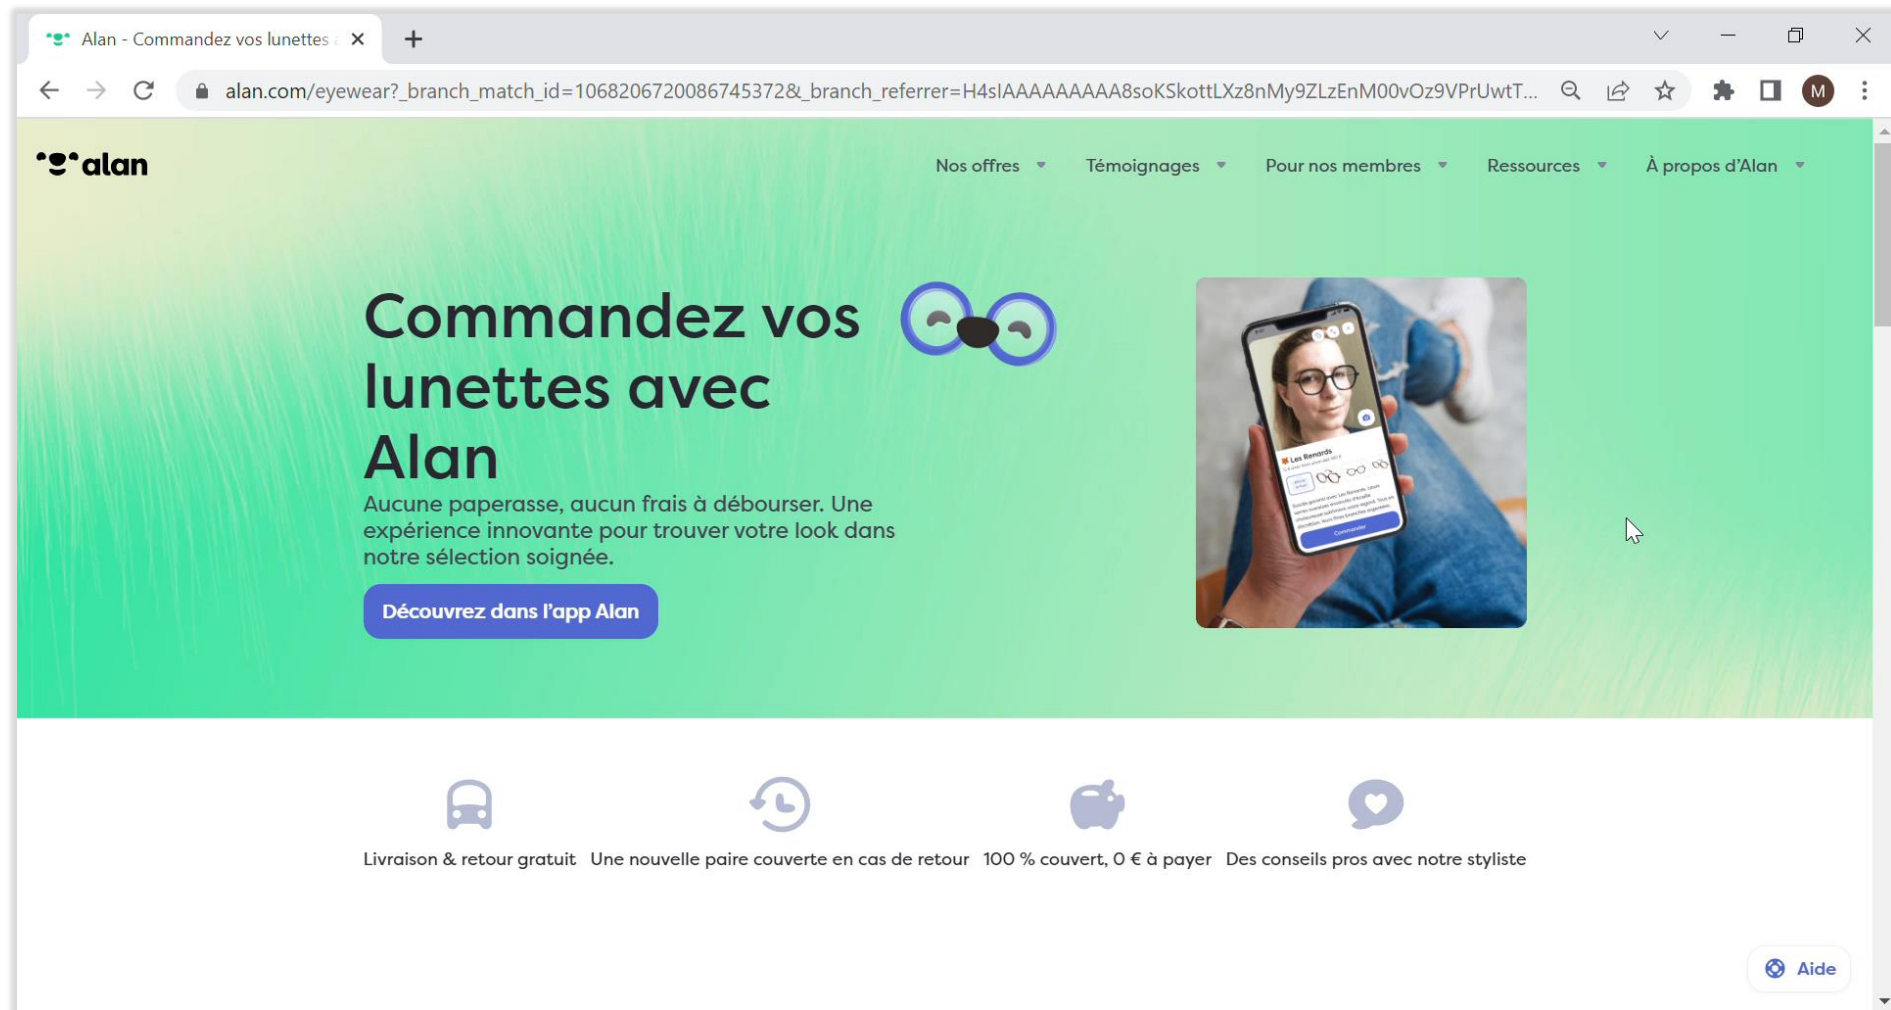 Alan - Commandez vos lunettes
alan.com/eyewear?_branch_match_id=1068206720086745372&_branch_referrer=H4sIAAAAAAAAA8soKSkottLXz8nMy9ZLzEnM00vOz9VPrUwtT...
M
alan
Nos offres
Témoignages
Pour nos membres
Ressources
À propos d'Alan
Commandez vos
lunettes avec
Alan
Aucune paperasse, aucun frais à débourser. Une
expérience innovante pour trouver votre look dans
notre sélection soignée.
Découvrez dans l'app Alan
Les Renards
Commander
Livraison & retour gratuit
Une nouvelle paire couverte en cas de retour
100 % couvert, 0 € à payer
Des conseils pros avec notre styliste
Aide